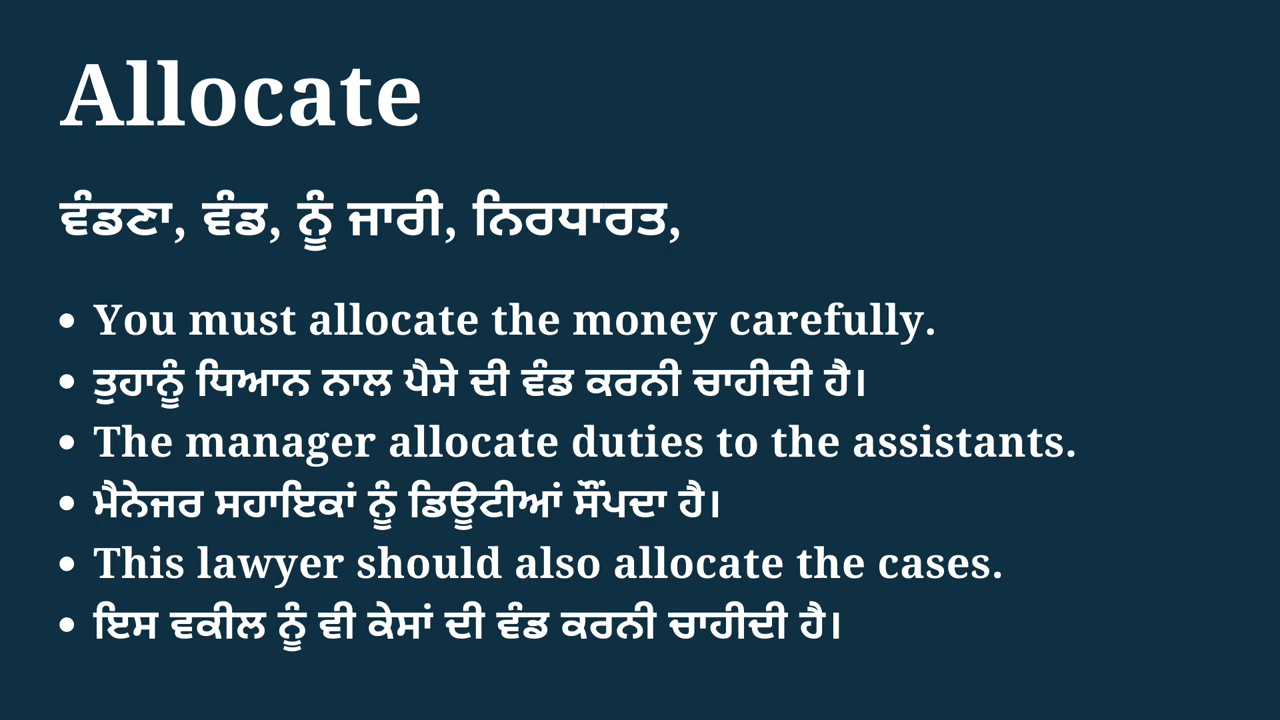 Allocate
ਵੰਡਣਾ, ਵੰਡ, ਨੂੰ ਜਾਰੀ, ਨਿਰਧਾਰਤ,
• You must allocate the money carefully.
• ਤੁਹਾਨੂੰ ਧਿਆਨ ਨਾਲ ਪੈਸੇ ਦੀ ਵੰਡ ਕਰਨੀ ਚਾਹੀਦੀ ਹੈ।
• The manager allocate duties to the assistants.
• ਮੈਨੇਜਰ ਸਹਾਇਕਾਂ ਨੂੰ ਡਿਊਟੀਆਂ ਸੌਂਪਦਾ ਹੈ।
• This lawyer should also allocate the cases.
• ਇਸ ਵਕੀਲ ਨੂੰ ਵੀ ਕੇਸਾਂ ਦੀ ਵੰਡ ਕਰਨੀ ਚਾਹੀਦੀ ਹੈ।